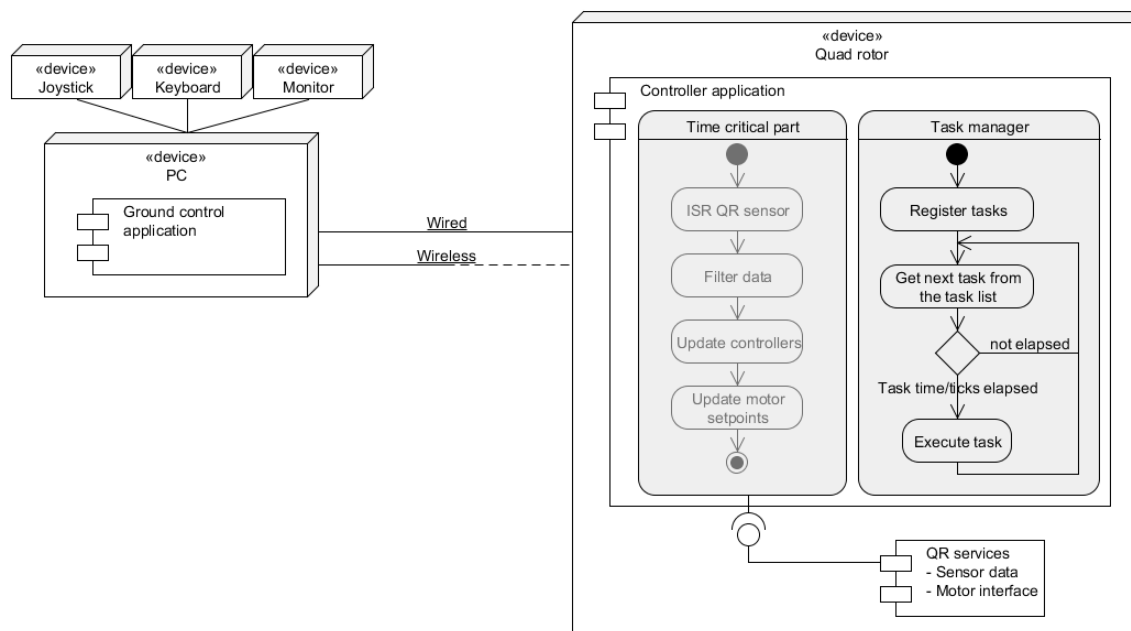 «device»
Joystick
«device»
Keyboard
«device»
Monitor
«device»
PC
Ground control
application
Wired
Wireless
«device»
Quad rotor
Controller application
Time critical part
ISR QR sensor
Filter data
Update controllers
Update motor
setpoints
Task manager
Register tasks
Get next task from
the task list
not elapsed
Task time/ticks elapsed
Execute task
QR services
- Sensor data
- Motor interface